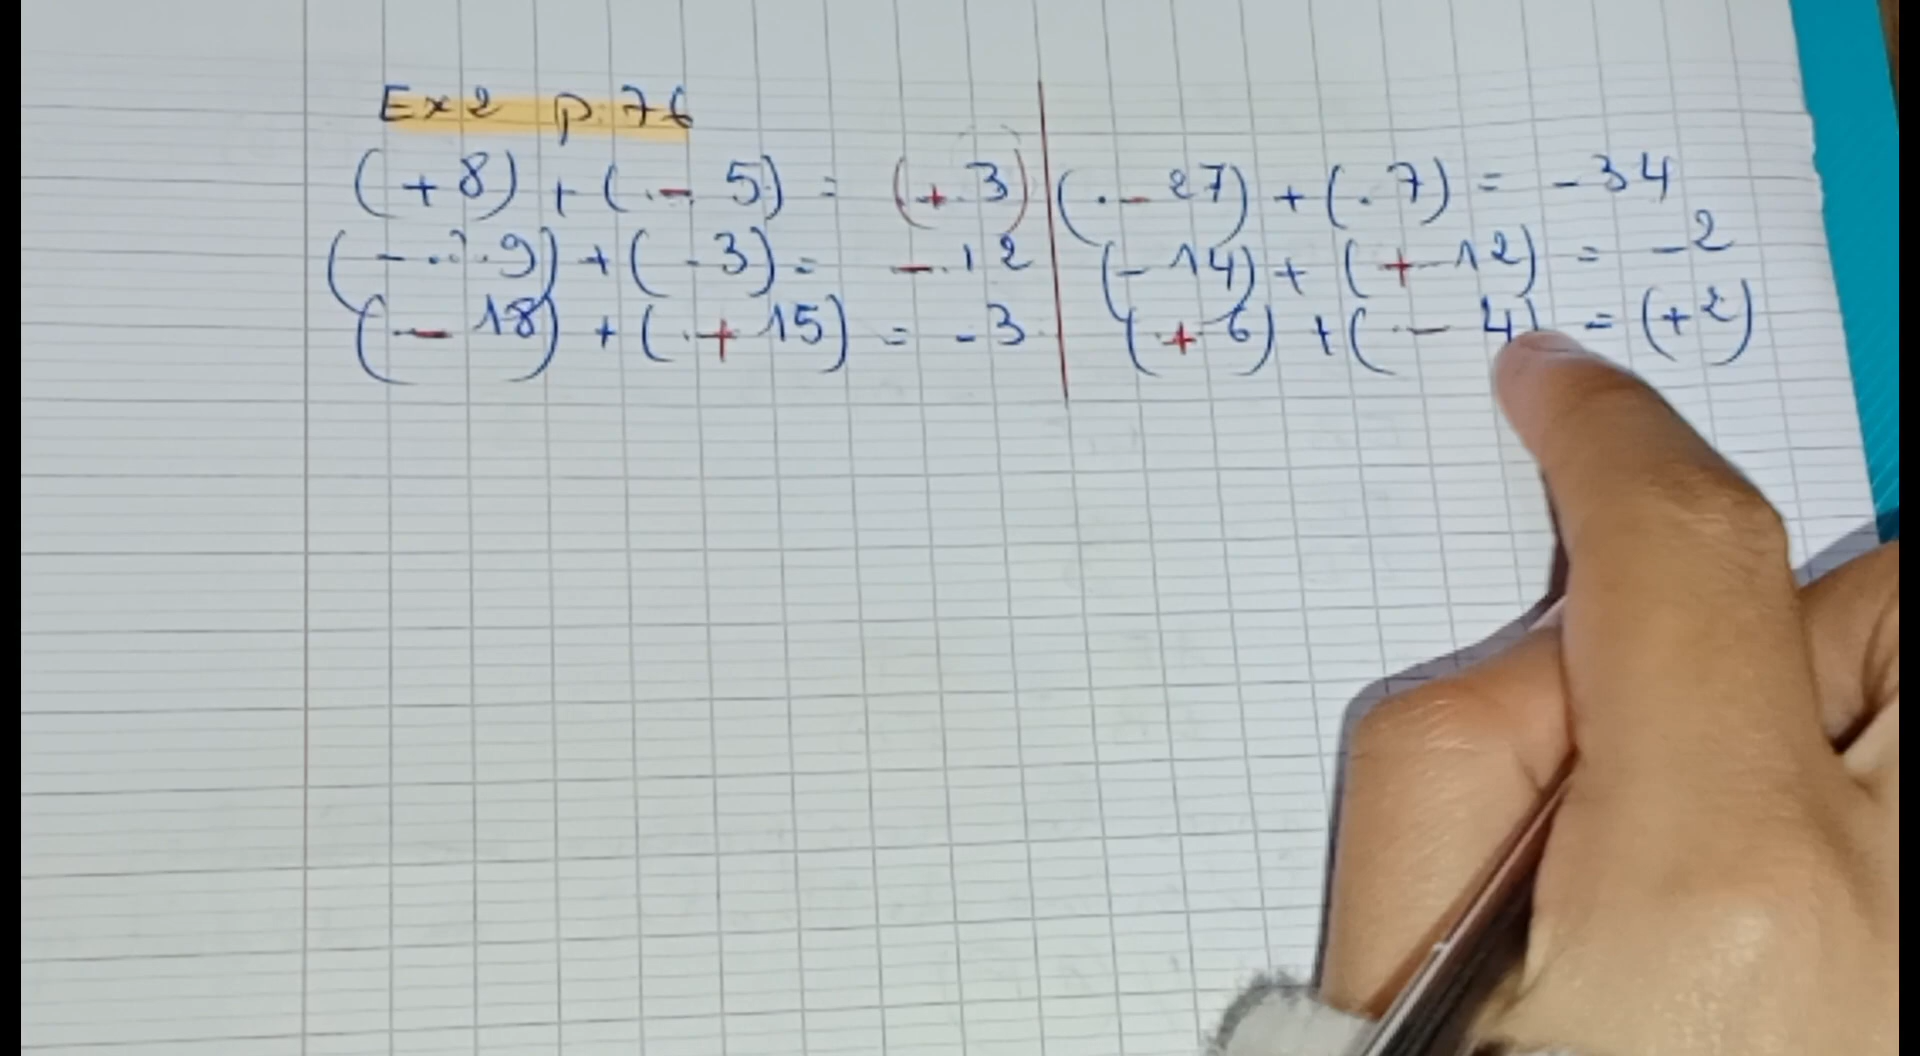 Ex 2 p. 76
(+8) + (.- 5) = (+.3)
(-..9) + (-3) = -.12
(- 18) + (.+ 15) = -3
(.- 27) + (. 7) = -34
(-14) + (+ 12) = -2
(.+ 6) + (.- 4) = (+2)